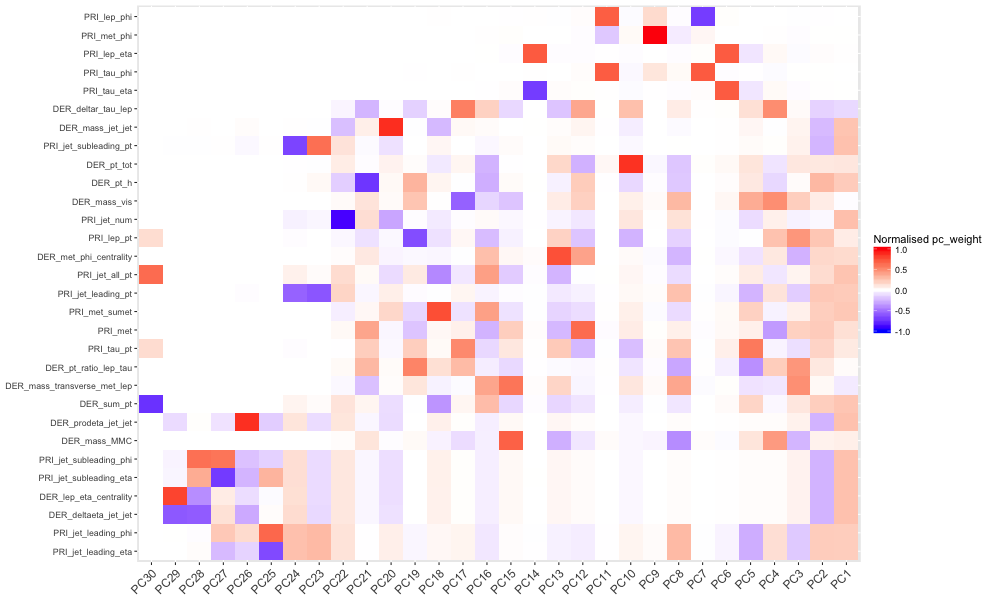 PRI_lep_phi
PRI_met_phi
PRI_lep_eta
PRI_tau_phi
PRI_tau_eta
DER_deltar_tau_lep
DER_mass_jet_jet
PRI_jet_subleading_pt
DER_pt_tot
DER_pt_h
DER_mass_vis
PRI_jet_num
PRI_lep_pt
DER_met_phi_centrality
PRI_jet_all_pt
PRI_jet_leading_pt
PRI_met_sumet
PRI_met
PRI_tau_pt
DER_pt_ratio_lep_tau
DER_mass_transverse_met_lep
DER_sum_pt
DER_prodeta_jet_jet
DER_mass_MMC
PRI_jet_subleading_phi
PRI_jet_subleading_eta
DER_lep_eta_centrality
DER_deltaeta_jet_jet
PRI_jet_leading_phi
PRI_jet_leading_eta
PC30 PC29 PC28 PC27 PC26 PC25 PC24 PC23 PC22 PC21 PC20 PC19 PC18 PC17 PC16 PC15 PC14 PC13 PC12 PC11 PC10 PC9 PC8 PC7 PC6 PC5 PC4 PC3 PC2 PC1
Normalised pc_weight
1.0
0.5
0.0
-0.5
-1.0